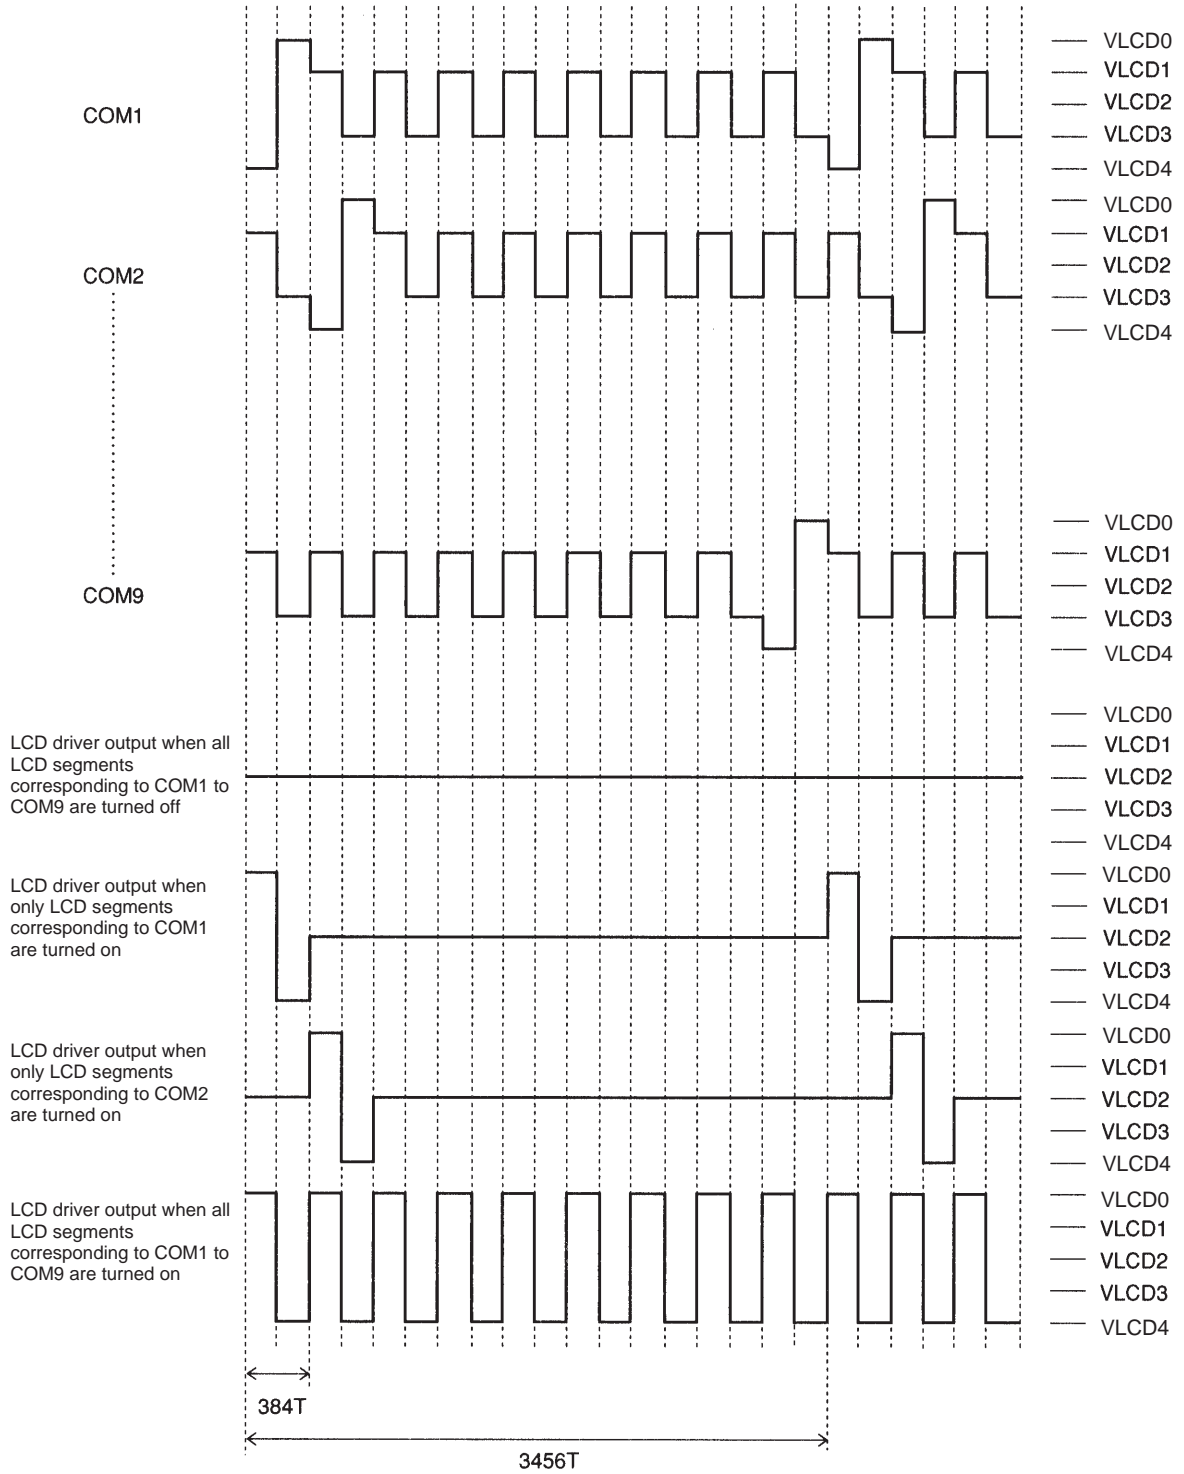 VLCD0
VLCD1
COM1
VLCD2
VLCD3
VLCD4
VLCD0
VLCD1
COM2
VLCD2
VLCD3
VLCD4
VLCD0
VLCD1
COM9
VLCD2
VLCD3
VLCD4
LCD driver output when all
LCD segments
corresponding to COM1 to
COM9 are turned off
VLCD0
VLCD1
VLCD2
VLCD3
VLCD4
LCD driver output when
only LCD segments
corresponding to COM1
are turned on
VLCD0
VLCD1
VLCD2
VLCD3
VLCD4
LCD driver output when
only LCD segments
corresponding to COM2
are turned on
VLCD0
VLCD1
VLCD2
VLCD3
VLCD4
LCD driver output when all
LCD segments
corresponding to COM1 to
COM9 are turned on
VLCD0
VLCD1
VLCD2
VLCD3
VLCD4
384T
3456T